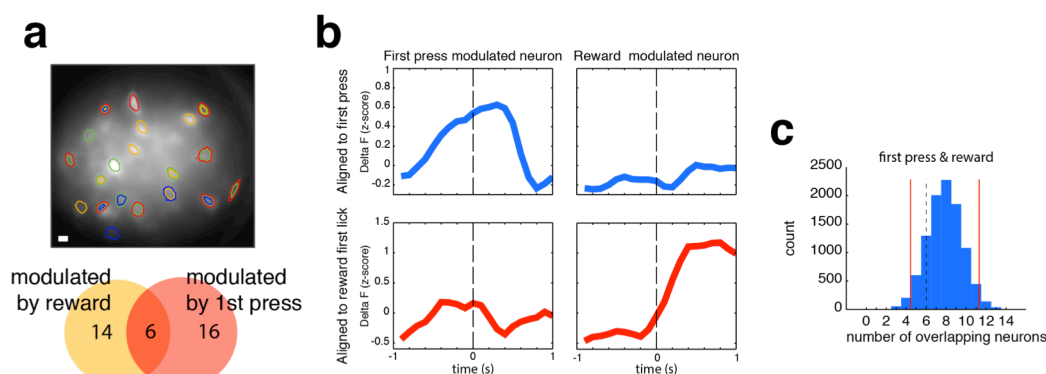 a
modulated by reward
modulated by 1st press
14
6
16
b
First press modulated neuron
Reward modulated neuron
Aligned to first press
Delta F (z-score)
1
0.8
0.6
0.4
0.2
0
-0.2
Aligned to reward first lick
Delta F (z-score)
1.5
1
0.5
0
-0.5
-1 0 1
time (s)
-1 0 1
time (s)
c
first press & reward
count
2500
2000
1500
1000
500
0
0 2 4 6 8 10 12 14
number of overlapping neurons